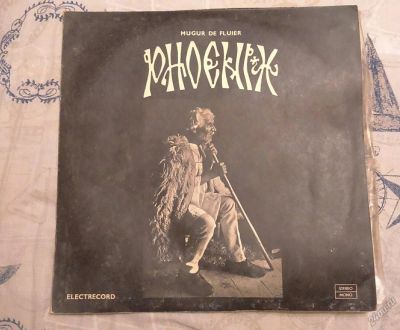 MUGUR DE FLUIER
PHOENIX
ELECTRECORD
STEREO
MONO